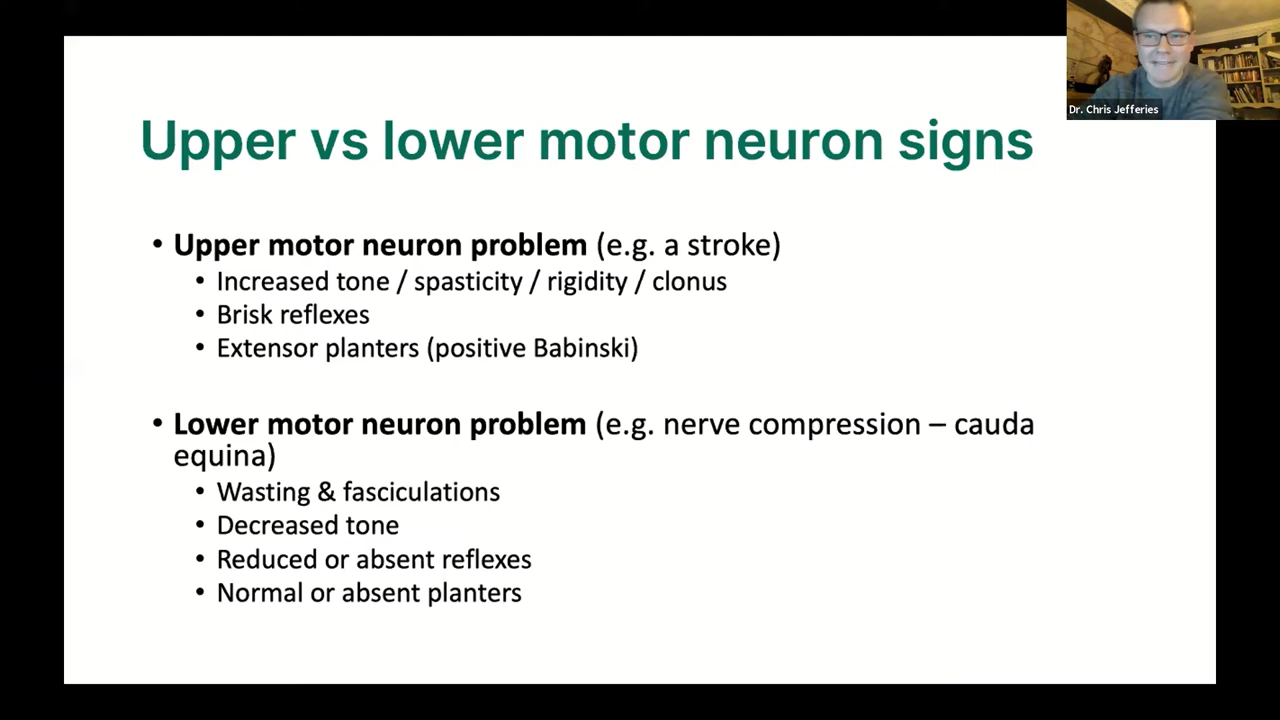 Dr. Chris Jefferies
Upper vs lower motor neuron signs
• Upper motor neuron problem (e.g. a stroke)
• Increased tone / spasticity / rigidity / clonus
• Brisk reflexes
• Extensor planters (positive Babinski)
• Lower motor neuron problem (e.g. nerve compression – cauda
equina)
• Wasting & fasciculations
• Decreased tone
• Reduced or absent reflexes
• Normal or absent planters